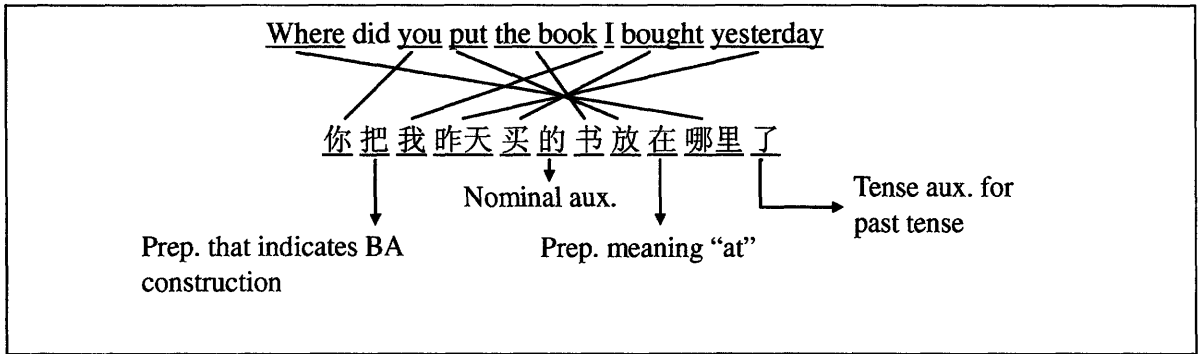 Where did you put the book I bought yesterday
你把我昨天买的书放在哪里了
Nominal aux.
Tense aux. for
past tense
Prep. that indicates BA
construction
Prep. meaning “at”